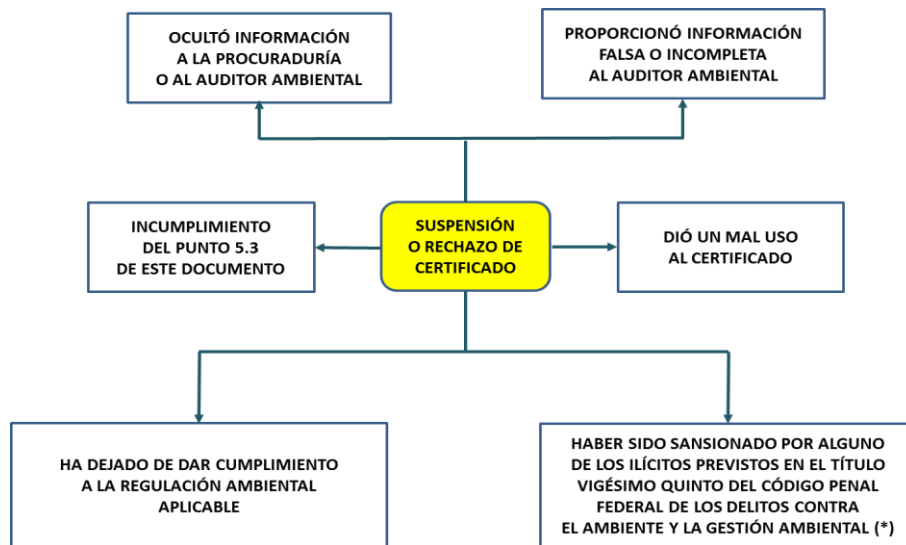 OCULTÓ INFORMACIÓN
A LA PROCURADURÍA
O AL AUDITOR AMBIENTAL
PROPORCIONÓ INFORMACIÓN
FALSA O INCOMPLETA
AL AUDITOR AMBIENTAL
INCUMPLIMIENTO
DEL PUNTO 5.3
DE ESTE DOCUMENTO
SUSPENSIÓN
O RECHAZO DE
CERTIFICADO
DIÓ UN MAL USO
AL CERTIFICADO
HA DEJADO DE DAR CUMPLIMIENTO
A LA REGULACIÓN AMBIENTAL
APLICABLE
HABER SIDO SANSIONADO POR ALGUNO
DE LOS ILÍCITOS PREVISTOS EN EL TÍTULO
VIGÉSIMO QUINTO DEL CÓDIGO PENAL
FEDERAL DE LOS DELITOS CONTRA
EL AMBIENTE Y LA GESTIÓN AMBIENTAL (*)